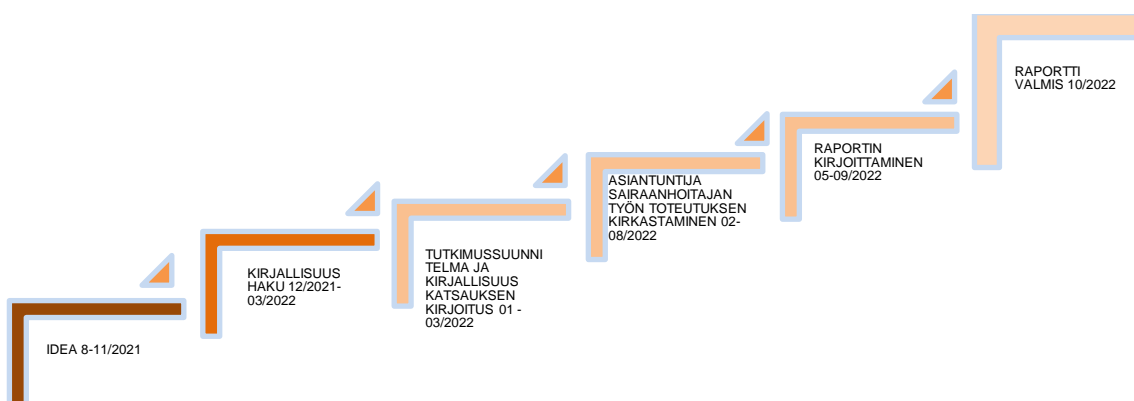 IDEA 8-11/2021
KIRJALLISUUS
HAKU 12/2021-
03/2022
TUTKIMUSSUUNNI
TELMA JA
KIRJALLISUUS
KATSAUKSEN
KIRJOITUS 01 -
03/2022
ASIANTUNTIJA
SAIRAANHOITAJAN
TYÖN TOTEUTUKSEN
KIRKASTAMINEN 02-
08/2022
RAPORTIN
KIRJOITTAMINEN
05-09/2022
RAPORTTI
VALMIS 10/2022